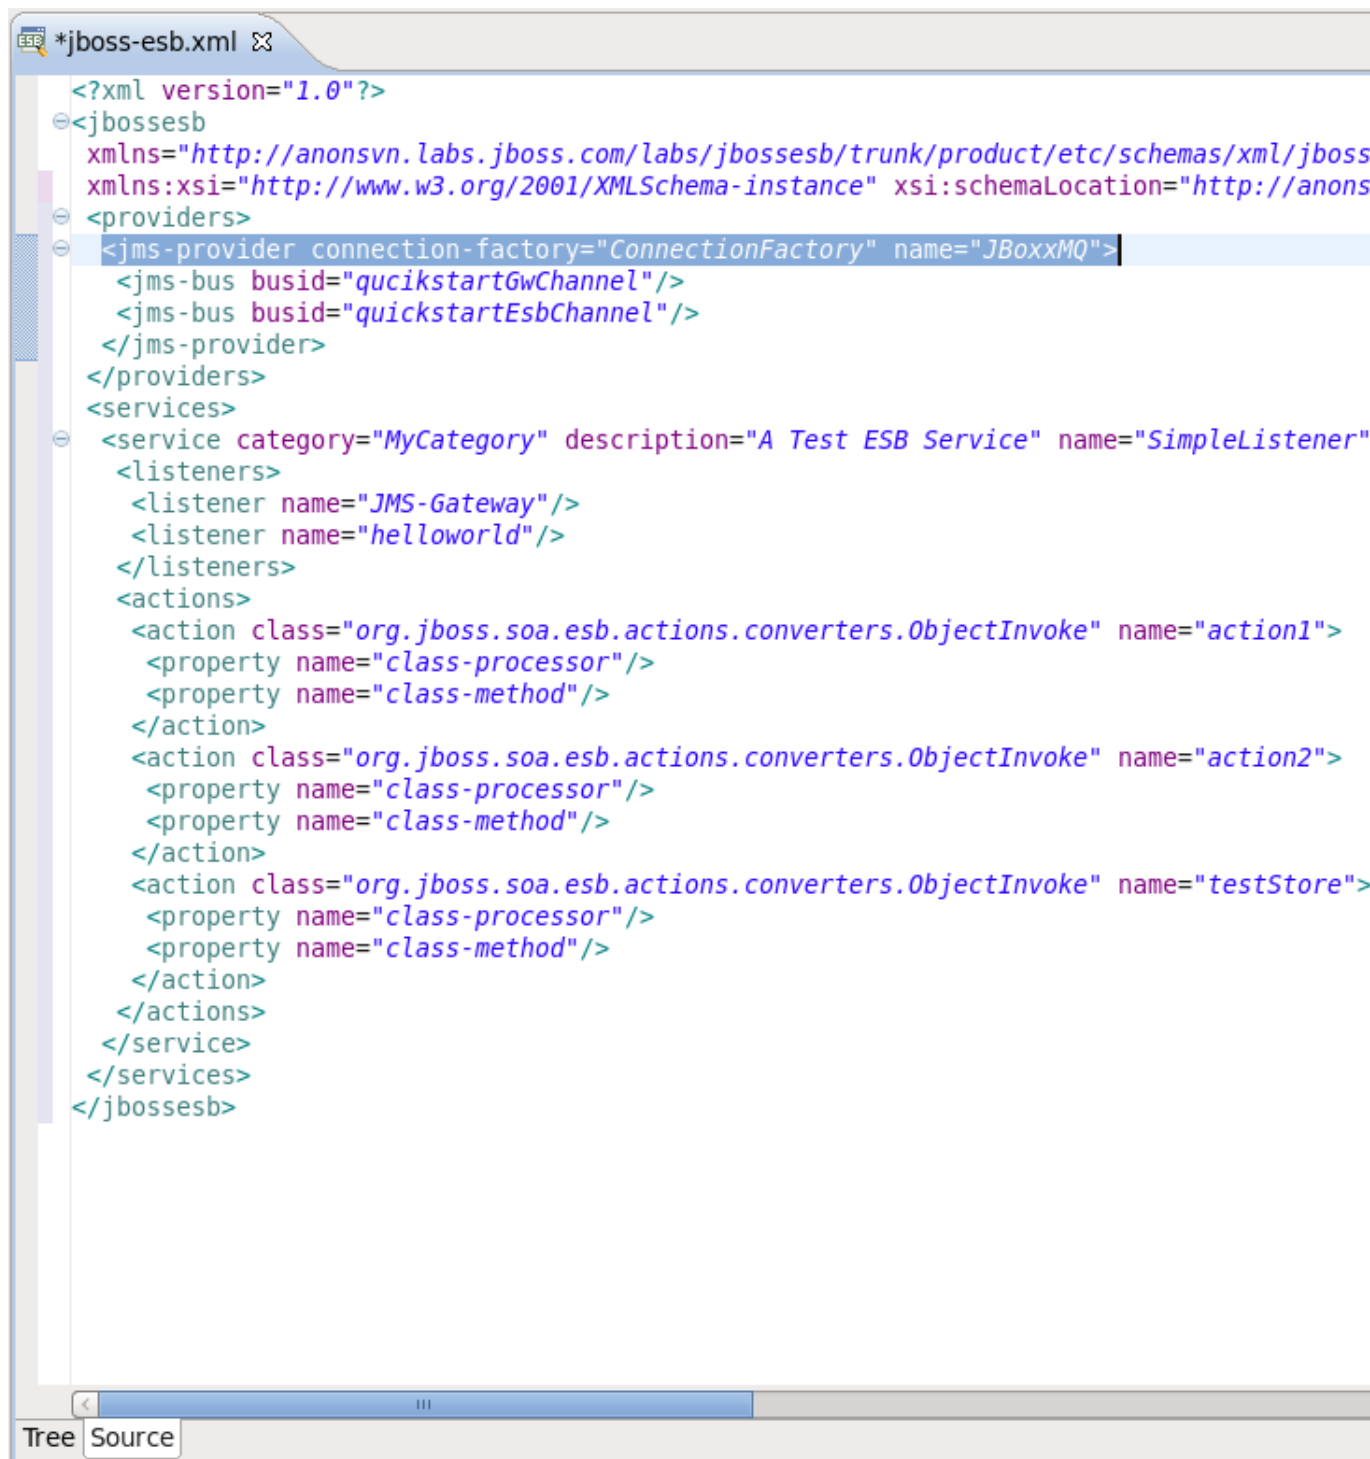 *jboss-esb.xml
<?xml version="1.0"?>
<jbossesb
xmlns="http://anonsvn.labs.jboss.com/labs/jbossesb/trunk/product/etc/schemas/xml/jboss
xmlns:xsi="http://www.w3.org/2001/XMLSchema-instance" xsi:schemaLocation="http://anons
<providers>
<jms-provider connection-factory="ConnectionFactory" name="JBoxxMQ">
<jms-bus busid="qucikstartGwChannel"/>
<jms-bus busid="quickstartEsbChannel"/>
</jms-provider>
</providers>
<services>
<service category="MyCategory" description="A Test ESB Service" name="SimpleListener"
<listeners>
<listener name="JMS-Gateway"/>
<listener name="helloworld"/>
</listeners>
<actions>
<action class="org.jboss.soa.esb.actions.converters.ObjectInvoke" name="action1">
<property name="class-processor"/>
<property name="class-method"/>
</action>
<action class="org.jboss.soa.esb.actions.converters.ObjectInvoke" name="action2">
<property name="class-processor"/>
<property name="class-method"/>
</action>
<action class="org.jboss.soa.esb.actions.converters.ObjectInvoke" name="testStore">
<property name="class-processor"/>
<property name="class-method"/>
</action>
</actions>
</service>
</services>
</jbossesb>
Tree Source